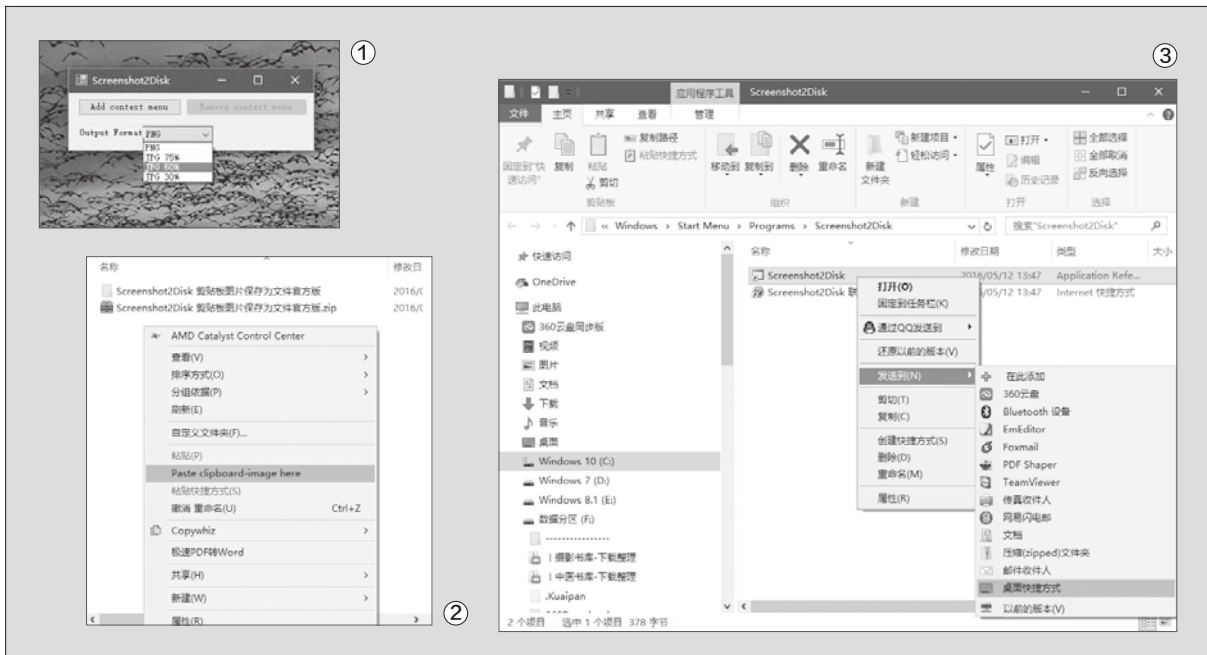 ①
Screenshot2Disk
Add context menu
Remove context menu
Output Format PNG
PNG
JPG 75%
JPG 50%
JPG 30%
名称
修改日
Screenshot2Disk 剪贴板图片保存为文件官方版
2016/0
Screenshot2Disk 剪贴板图片保存为文件官方版.zip
2016/0
AMD Catalyst Control Center
查看(V)
排序方式(O)
分组依据(P)
刷新(E)
自定义文件夹(F)...
粘贴(P)
Paste clipboard-image here
粘贴快捷方式(S)
撤消 重命名(U) Ctrl+Z
Copywhiz
极速PDF转Word
共享(H)
新建(W)
属性(R)
②
③
应用程序工具
Screenshot2Disk
文件 主页 共享 查看 管理
固定到"快速访问"
复制
粘贴
复制路径
粘贴快捷方式
剪切
剪贴板
移动到 复制到 删除 重命名
组织
新建
文件夹
新建项目
轻松访问
新建
属性
打开
编辑
历史记录
打开
全部选择
全部取消
反向选择
选择
« Windows › Start Menu › Programs › Screenshot2Disk
搜索"Screenshot2Disk"
快速访问
OneDrive
此电脑
360云盘同步版
视频
图片
文档
下载
音乐
桌面
Windows 10 (C:)
Windows 7 (D:)
Windows 8.1 (E:)
数据分区 (F:)
----------------
！摄影书库-下载整理
！中医书库-下载整理
.Kuaipan
名称 修改日期 类型 大小
Screenshot2Disk 2016/05/12 13:47 Application Refe...
Screenshot2Disk 联 /05/12 13:47 Internet 快捷方式
打开(O)
固定到任务栏(K)
通过QQ发送到
还原以前的版本(V)
发送到(N)
剪切(T)
复制(C)
创建快捷方式(S)
删除(D)
重命名(M)
属性(R)
在此添加
360云盘
Bluetooth 设备
EmEditor
Foxmail
PDF Shaper
TeamViewer
传真收件人
网易闪电邮
文档
压缩(zipped)文件夹
邮件收件人
桌面快捷方式
以前的版本(V)
2 个项目 选中 1 个项目 378 字节